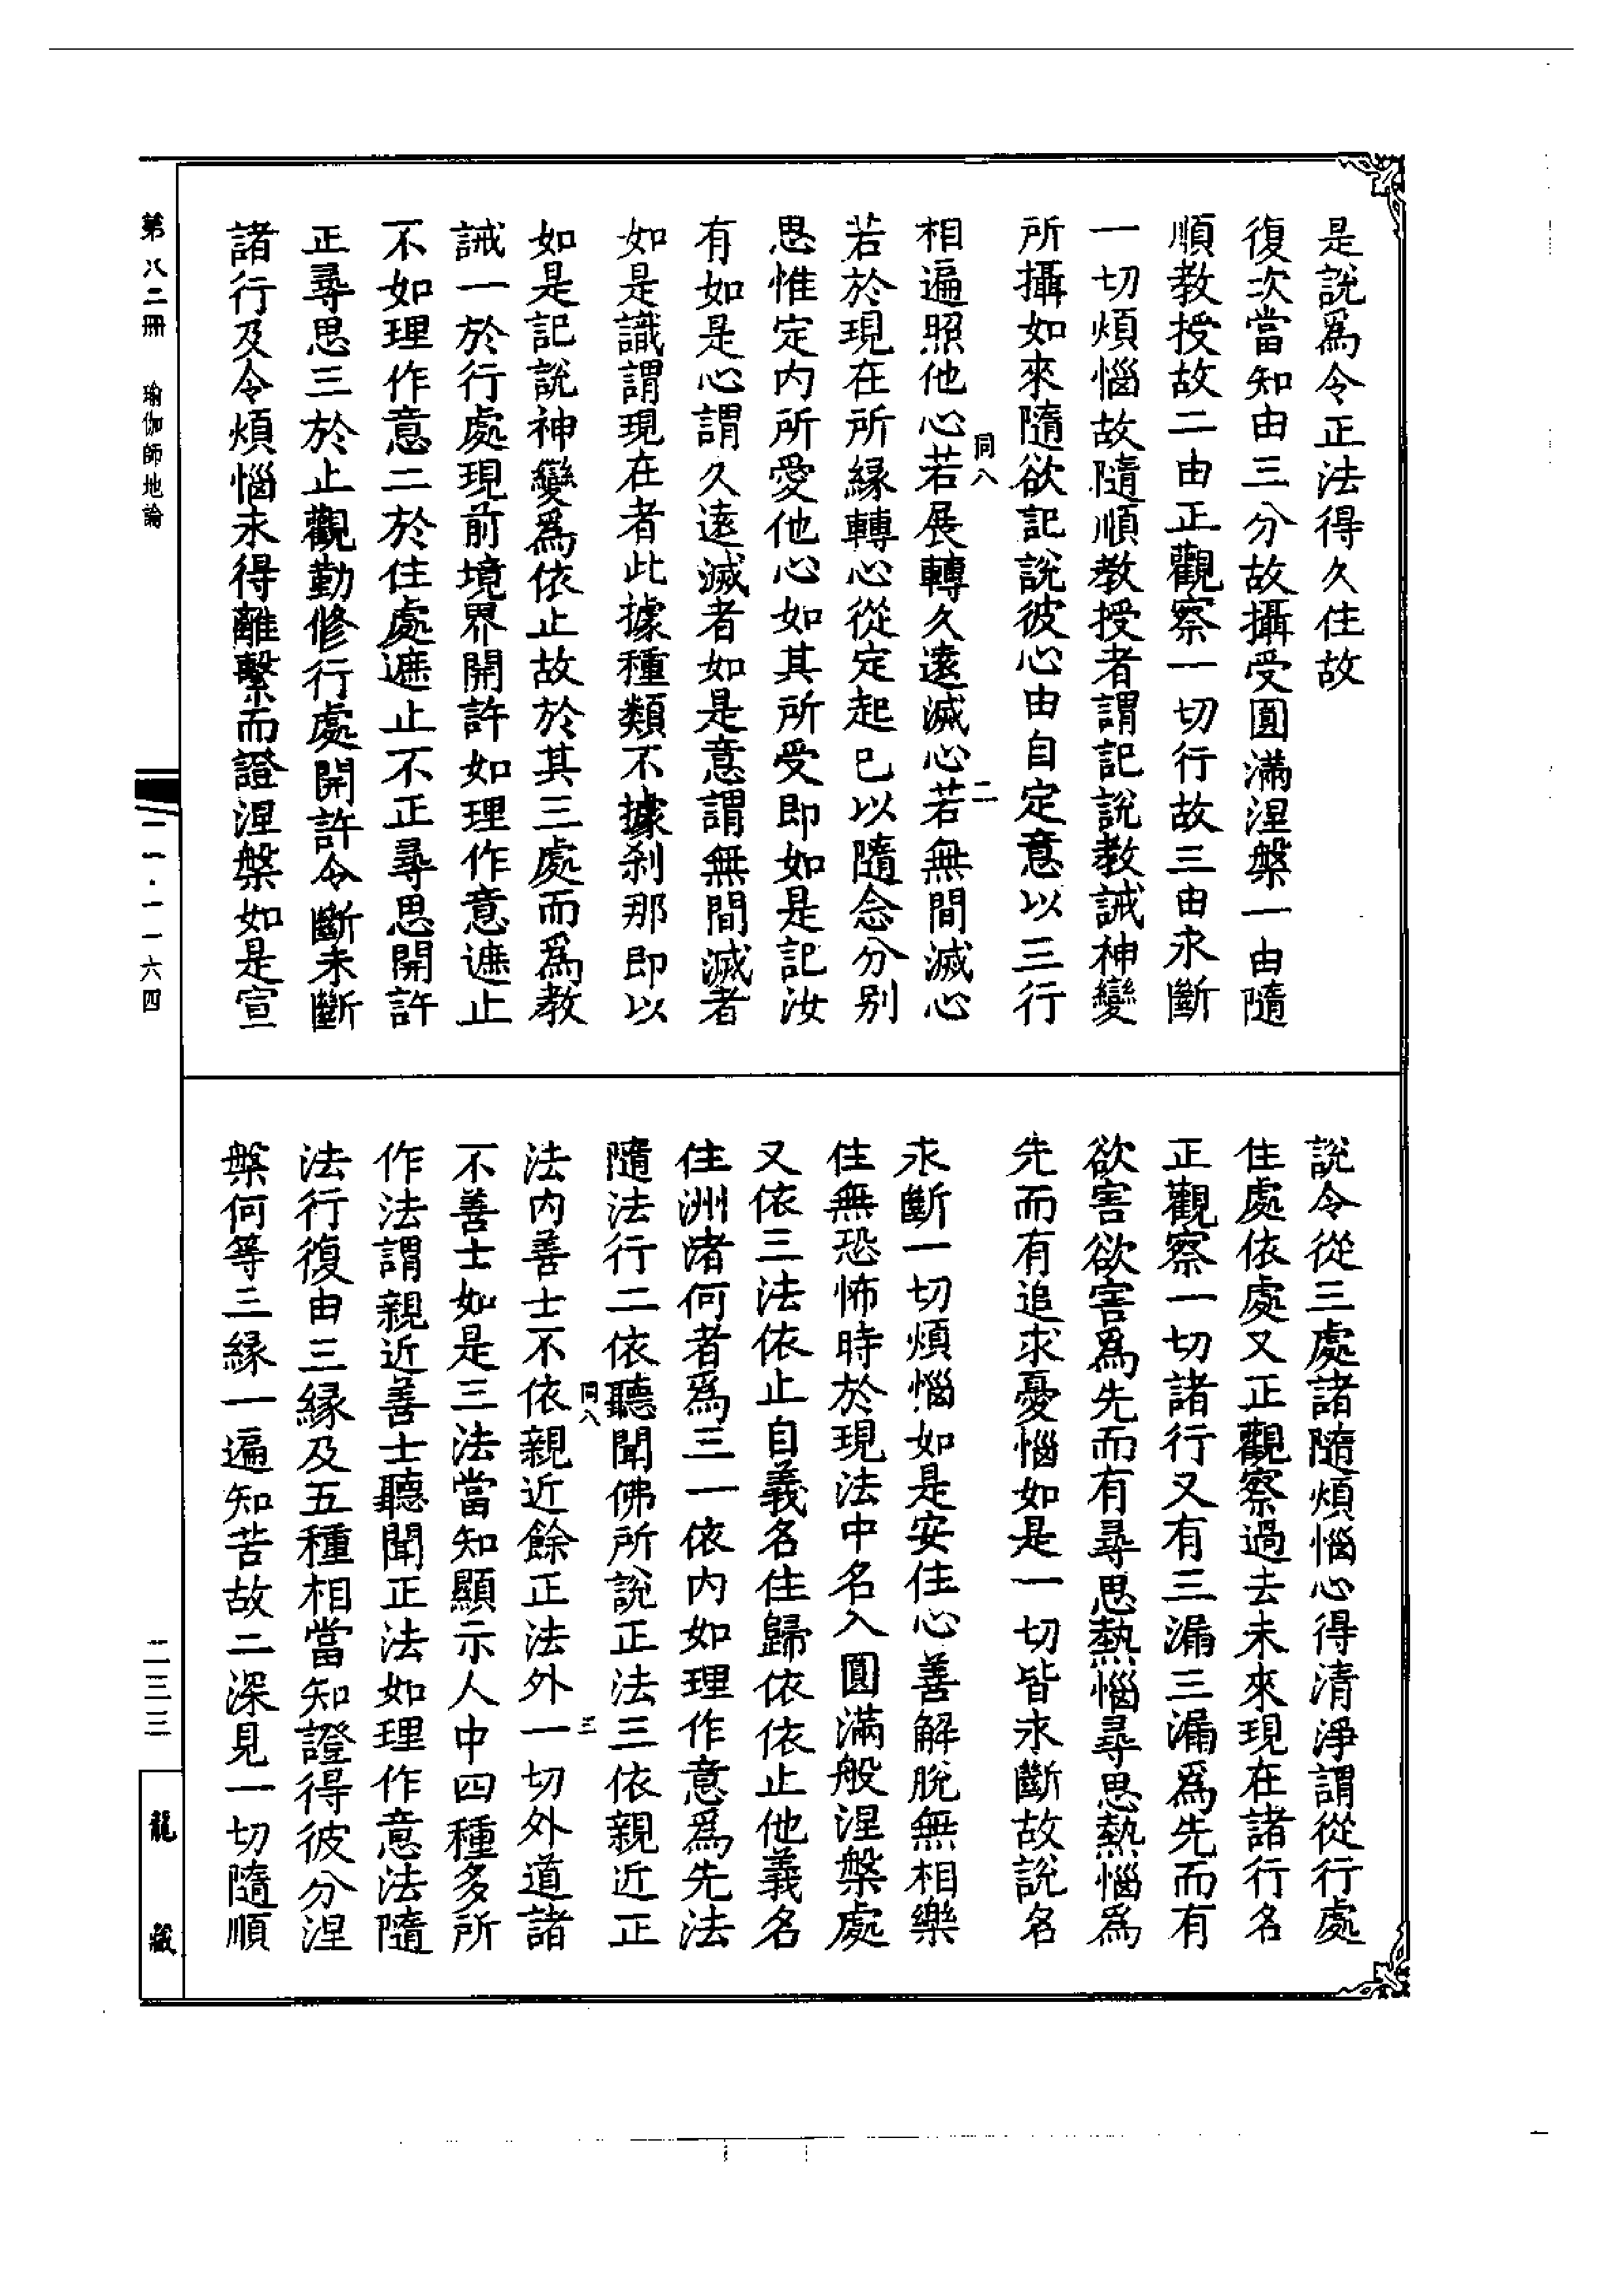 是說爲令正法得久住故
復次當知由三分故攝受圓滿涅槃一由隨
順教授故二由正觀察一切行故三由永斷
一切煩惱故隨順教授者謂記說教誡神變
所攝如來隨欲記說彼心由自定意以三行
同八
二
相遍照他心若展轉久遠滅心若無間滅心
若於現在所緣轉心從定起已以隨念分別
思惟定內所愛他心如其所受即如是記汝
有如是心謂久遠滅者如是意謂無間滅者
如是識謂現在者此據種類不據剎那即以
如是記說神變爲依止故於其三處而爲教
誡一於行處現前境界開許如理作意遮止
不如理作意二於住處遮止不正尋思開許
正尋思三於止觀勤修行處開許令斷未斷
諸行及令煩惱永得離繫而證涅槃如是宣
說令從三處諸隨煩惱心得清淨謂從行處
住處依處又正觀察過去未來現在諸行名
正觀察一切諸行又有三漏三漏爲先而有
欲害欲害爲先而有尋思熱惱尋思熱惱爲
先而有追求憂惱如是一切皆永斷故說名
永斷一切煩惱如是安住心善解脫無相樂
住無恐怖時於現法中名入圓滿般涅槃處
又依三法依止自義名住歸依依止他義名
住洲渚何者爲三一依內如理作意爲先法
隨法行二依聽聞佛所說正法三依親近正
同八
三
法內善士不依親近餘正法外一切外道諸
不善士如是三法當知顯示人中四種多所
作法謂親近善士聽聞正法如理作意法隨
法行復由三緣及五種相當知證得彼分涅
槃何等三緣一遍知苦故二深見一切隨順
第八二冊　瑜伽師地論
一一·一一六四
二三三
龍藏